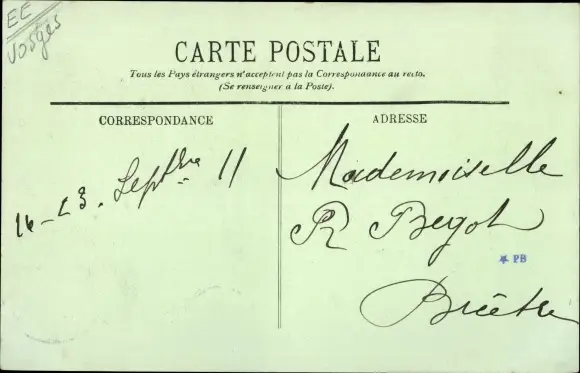 EE
Vosges
CARTE POSTALE
Tous les Pays étrangers n'acceptent pas la Correspondance au recto.
(Se renseigner à la Poste).
CORRESPONDANCE
ADRESSE
16-23. Septbre 11
Mademoiselle
R Begot
PB